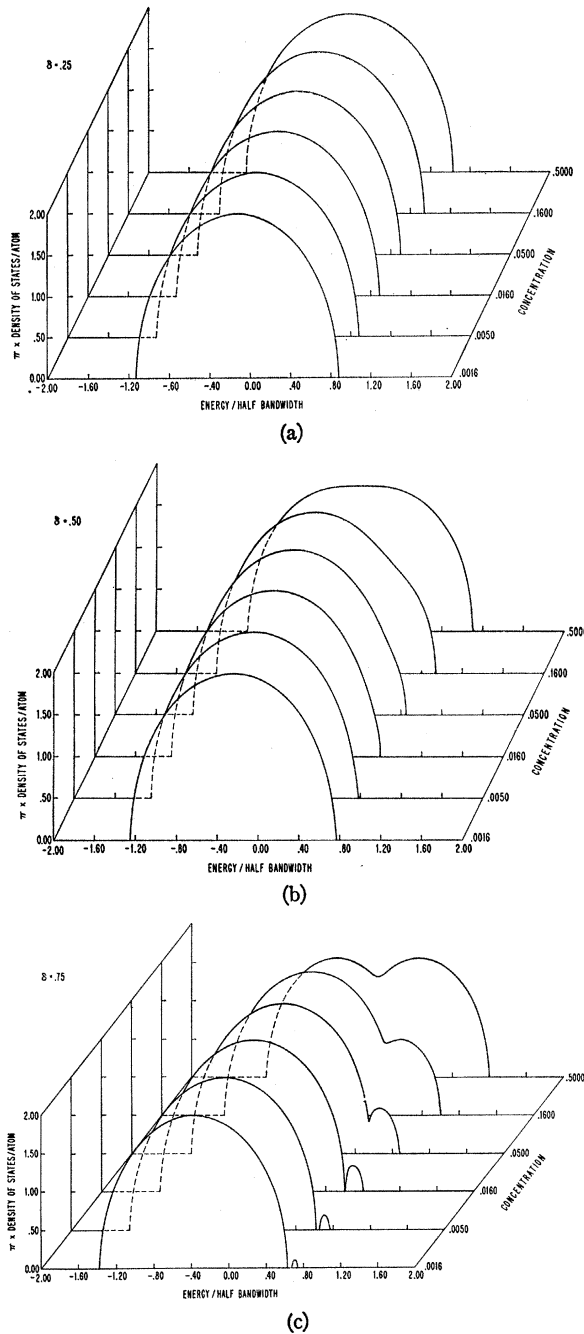 δ = .25
2.00
1.50
1.00
.50
0.00
π × DENSITY OF STATES/ATOM
-2.00 -1.60 -1.20 -.80 -.40 0.00 .40 .80 1.20 1.60 2.00
ENERGY / HALF BANDWIDTH
.5000
.1600
.0500
.0160
.0050
.0016
CONCENTRATION
(a)
δ = .50
2.00
1.50
1.00
.50
0.00
π × DENSITY OF STATES/ATOM
-2.00 -1.60 -1.20 -.80 -.40 0.00 .40 .80 1.20 1.60 2.00
ENERGY / HALF BANDWIDTH
.500
.1600
.0500
.0160
.0050
.0016
CONCENTRATION
(b)
δ = .75
2.00
1.50
1.00
.50
0.00
π × DENSITY OF STATES/ATOM
-2.00 -1.60 -1.20 -.80 -.40 0.00 .40 .80 1.20 1.60 2.00
ENERGY / HALF BANDWIDTH
.5000
.1600
.0500
.0160
.0050
.0016
CONCENTRATION
(c)